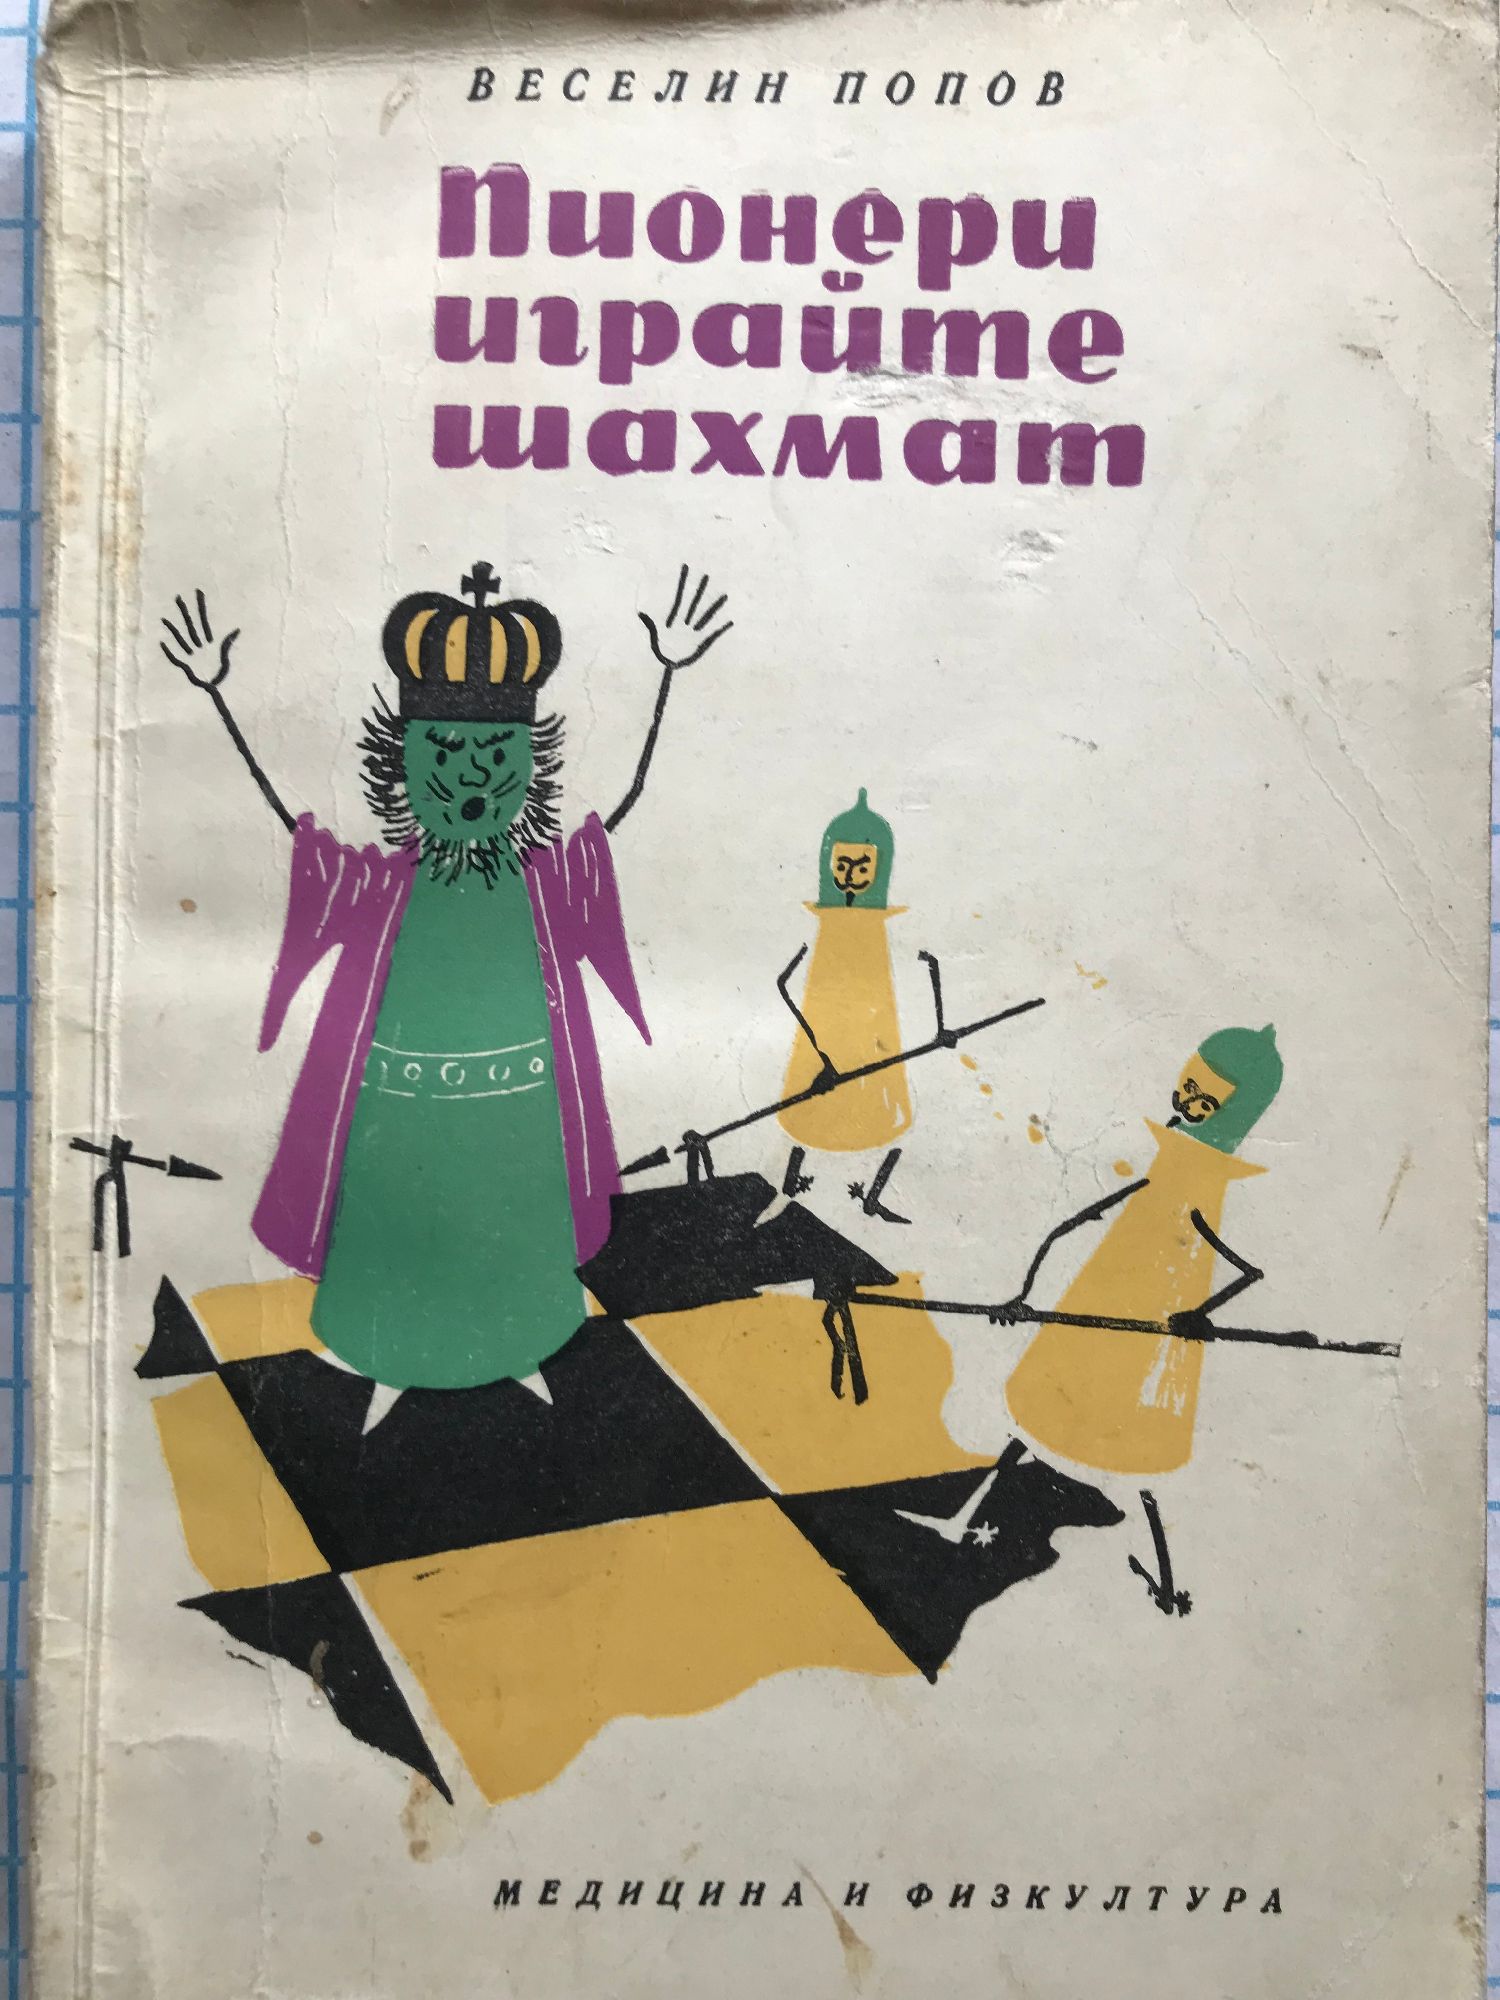 ВЕСЕЛИН ПОПОВ
Пионери
играйте
шахмат
МЕДИЦИНА И ФИЗКУЛТУРА